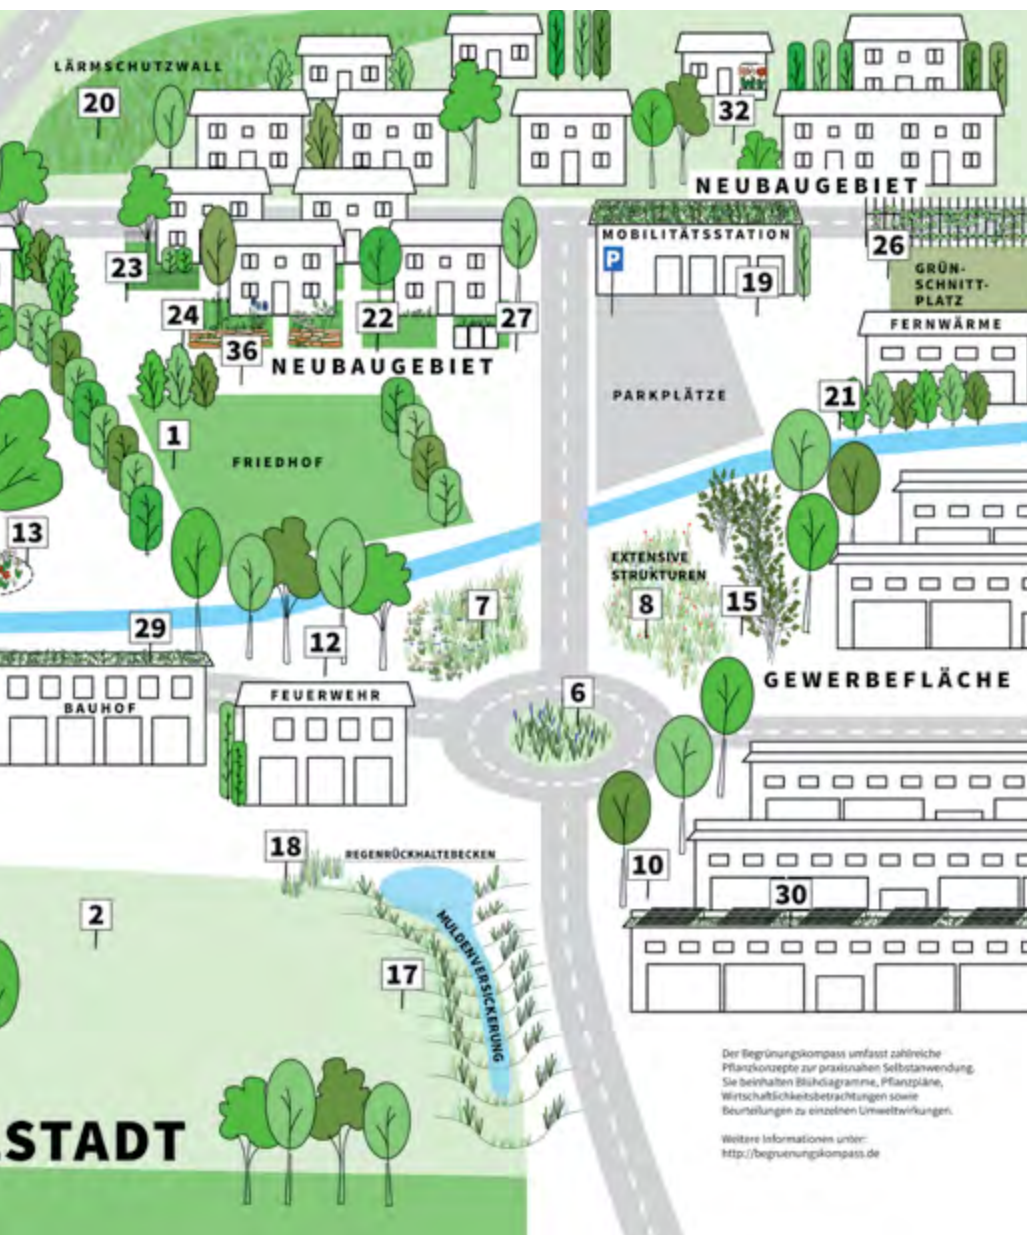 LÄRMSCHUTZWALL
20
32
NEUBAUGEBIET
MOBILITÄTSSTATION
P
26
23
19
GRÜN-
SCHNITT-
PLATZ
24
22
27
FERNWÄRME
36
NEUBAUGEBIET
PARKPLÄTZE
21
1
FRIEDHOF
13
EXTENSIVE
STRUKTUREN
7
8
15
29
12
GEWERBEFLÄCHE
BAUHOF
FEUERWEHR
6
18
REGENRÜCKHALTEBECKEN
10
30
2
MULDENVERSICKERUNG
17
Der Begrünungskompass umfasst zahlreiche
Pflanzkonzepte zur praxisnahen Selbstanwendung.
Sie beinhalten Blühdiagramme, Pflanzpläne,
Wirtschaftlichkeitsbetrachtungen sowie
Beurteilungen zu einzelnen Umweltwirkungen.
Weitere Informationen unter:
http://begruenungskompass.de
STADT